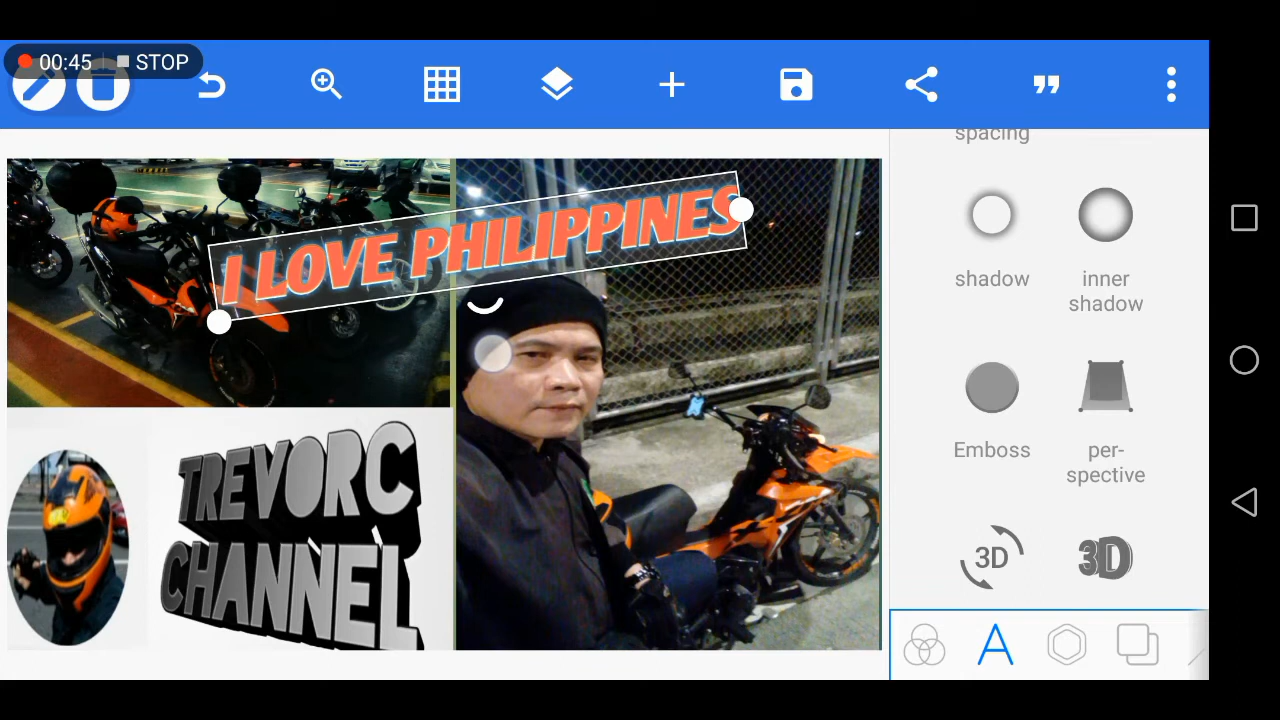 00:45
STOP
spacing
shadow
inner
shadow
Emboss
per-
spective
3D
3D
A
I LOVE PHILIPPINES
TREVORC
CHANNEL